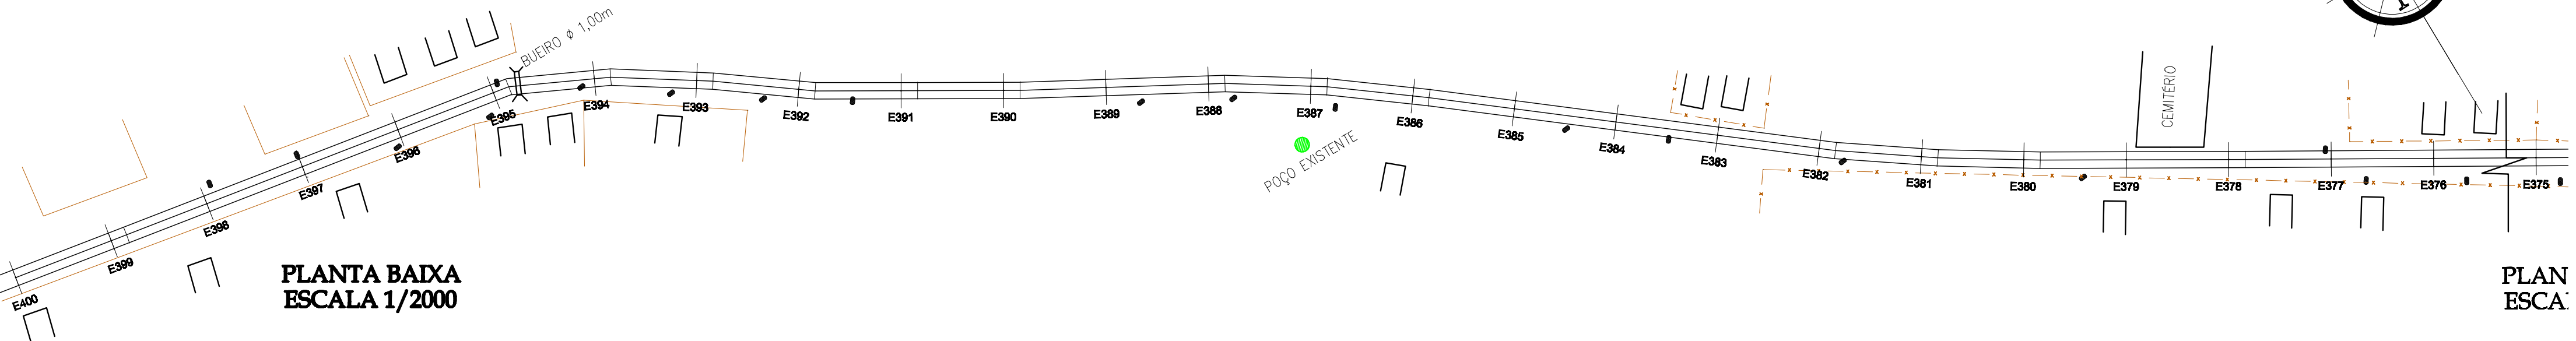 BUEIRO ϕ 1,00m
E400
E399
E398
E397
E396
E395
E394
E393
E392
E391
E390
E389
E388
E387
E386
E385
E384
E383
E382
E381
E380
E379
E378
E377
E376
E375
POÇO EXISTENTE
CEMITÉRIO
PLANTA BAIXA
ESCALA 1/2000
PLAN
ESCA